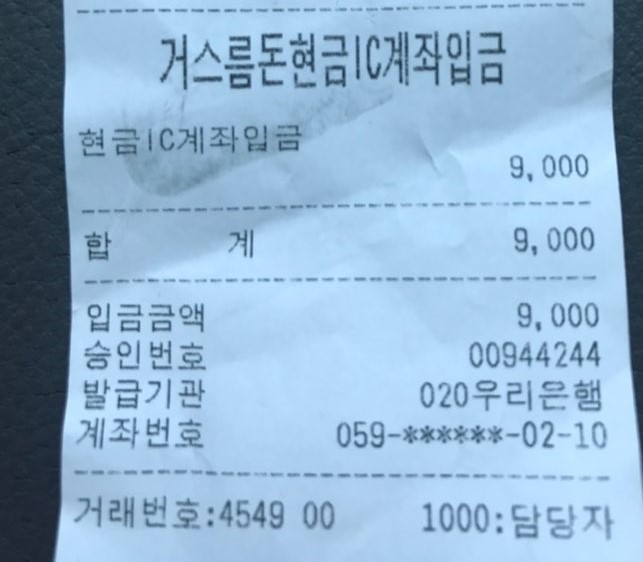 거스름돈현금IC계좌입금
현금IC계좌입금
9,000
합 계 9,000
입금금액 9,000
승인번호 00944244
발급기관 020우리은행
계좌번호 059-******-02-10
거래번호:4549 00 1000:담당자